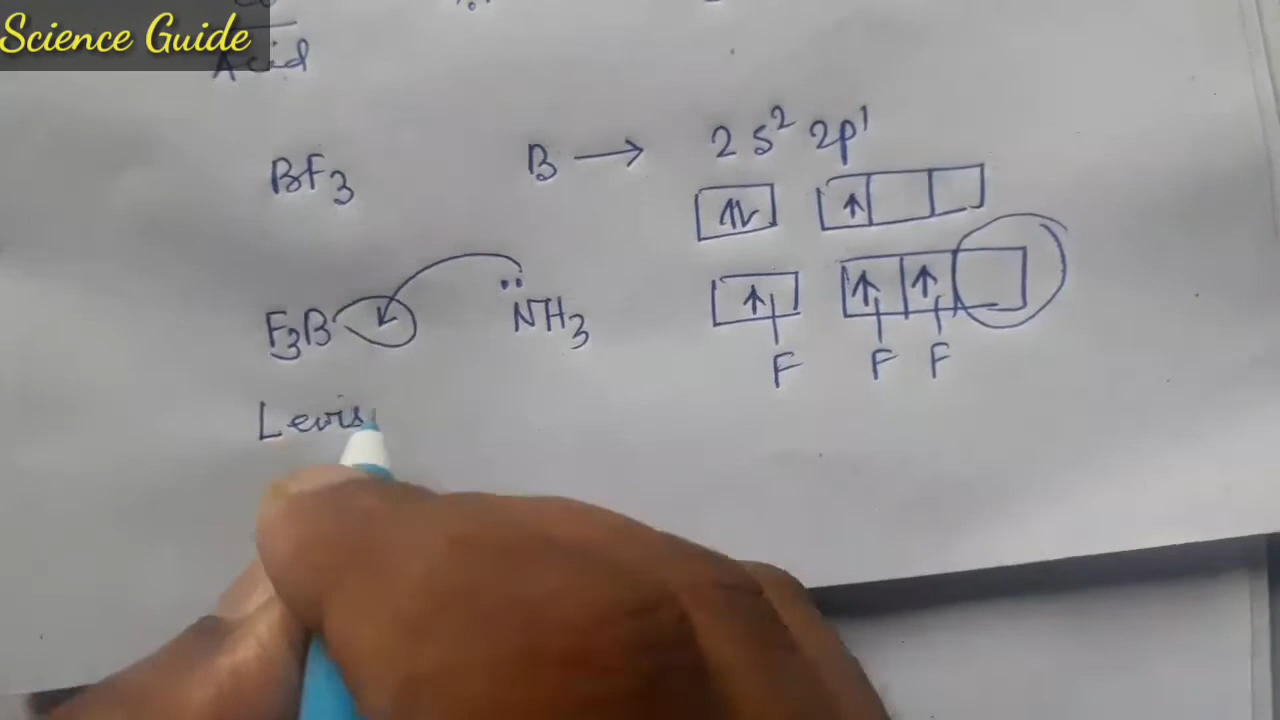 Science Guide
Acid
BF3 B → 2s² 2p¹
F3B NH3
F F F
Lewis